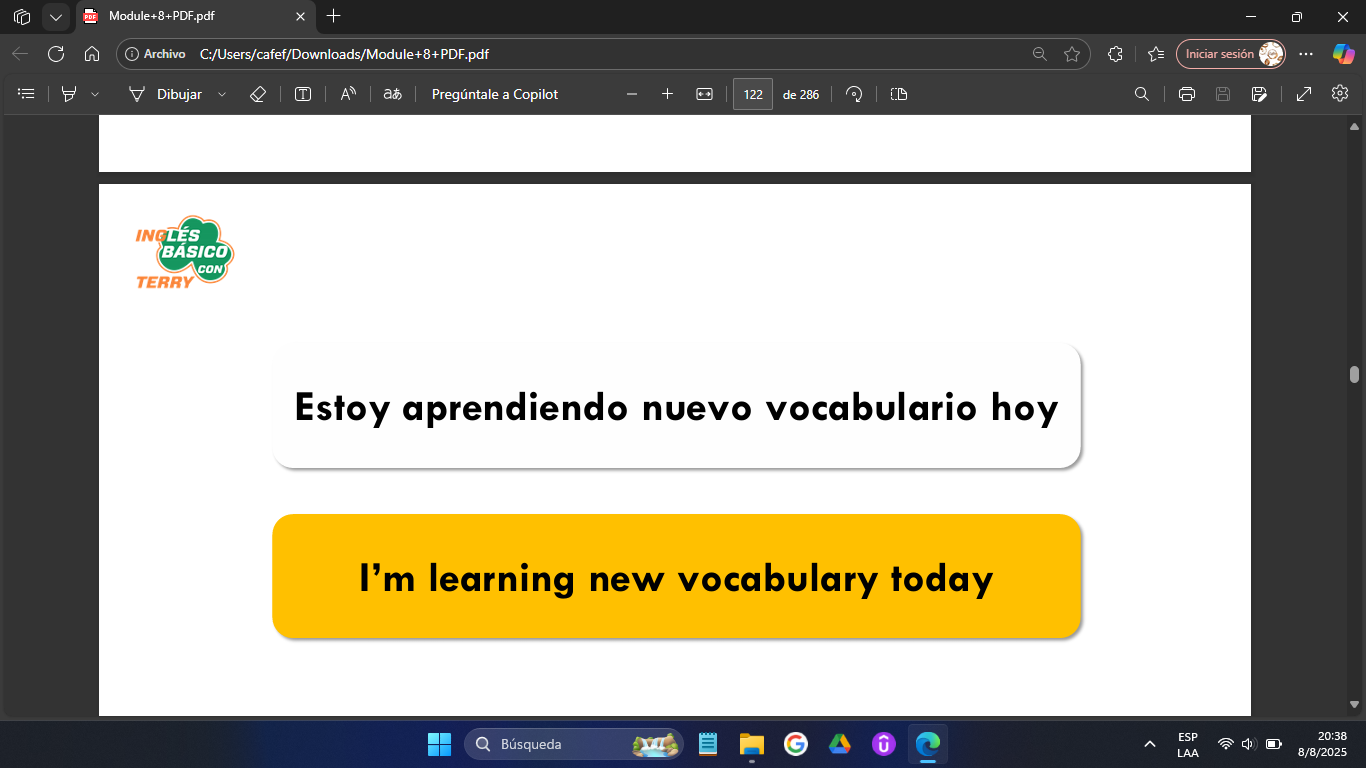 Module+8+PDF.pdf
Archivo C:/Users/cafef/Downloads/Module+8+PDF.pdf Iniciar sesión
Dibujar aあ Pregúntale a Copilot 122 de 286
INGLÉS
BÁSICO
CON
TERRY
Estoy aprendiendo nuevo vocabulario hoy
I’m learning new vocabulary today
Búsqueda
ESP
LAA
20:38
8/8/2025